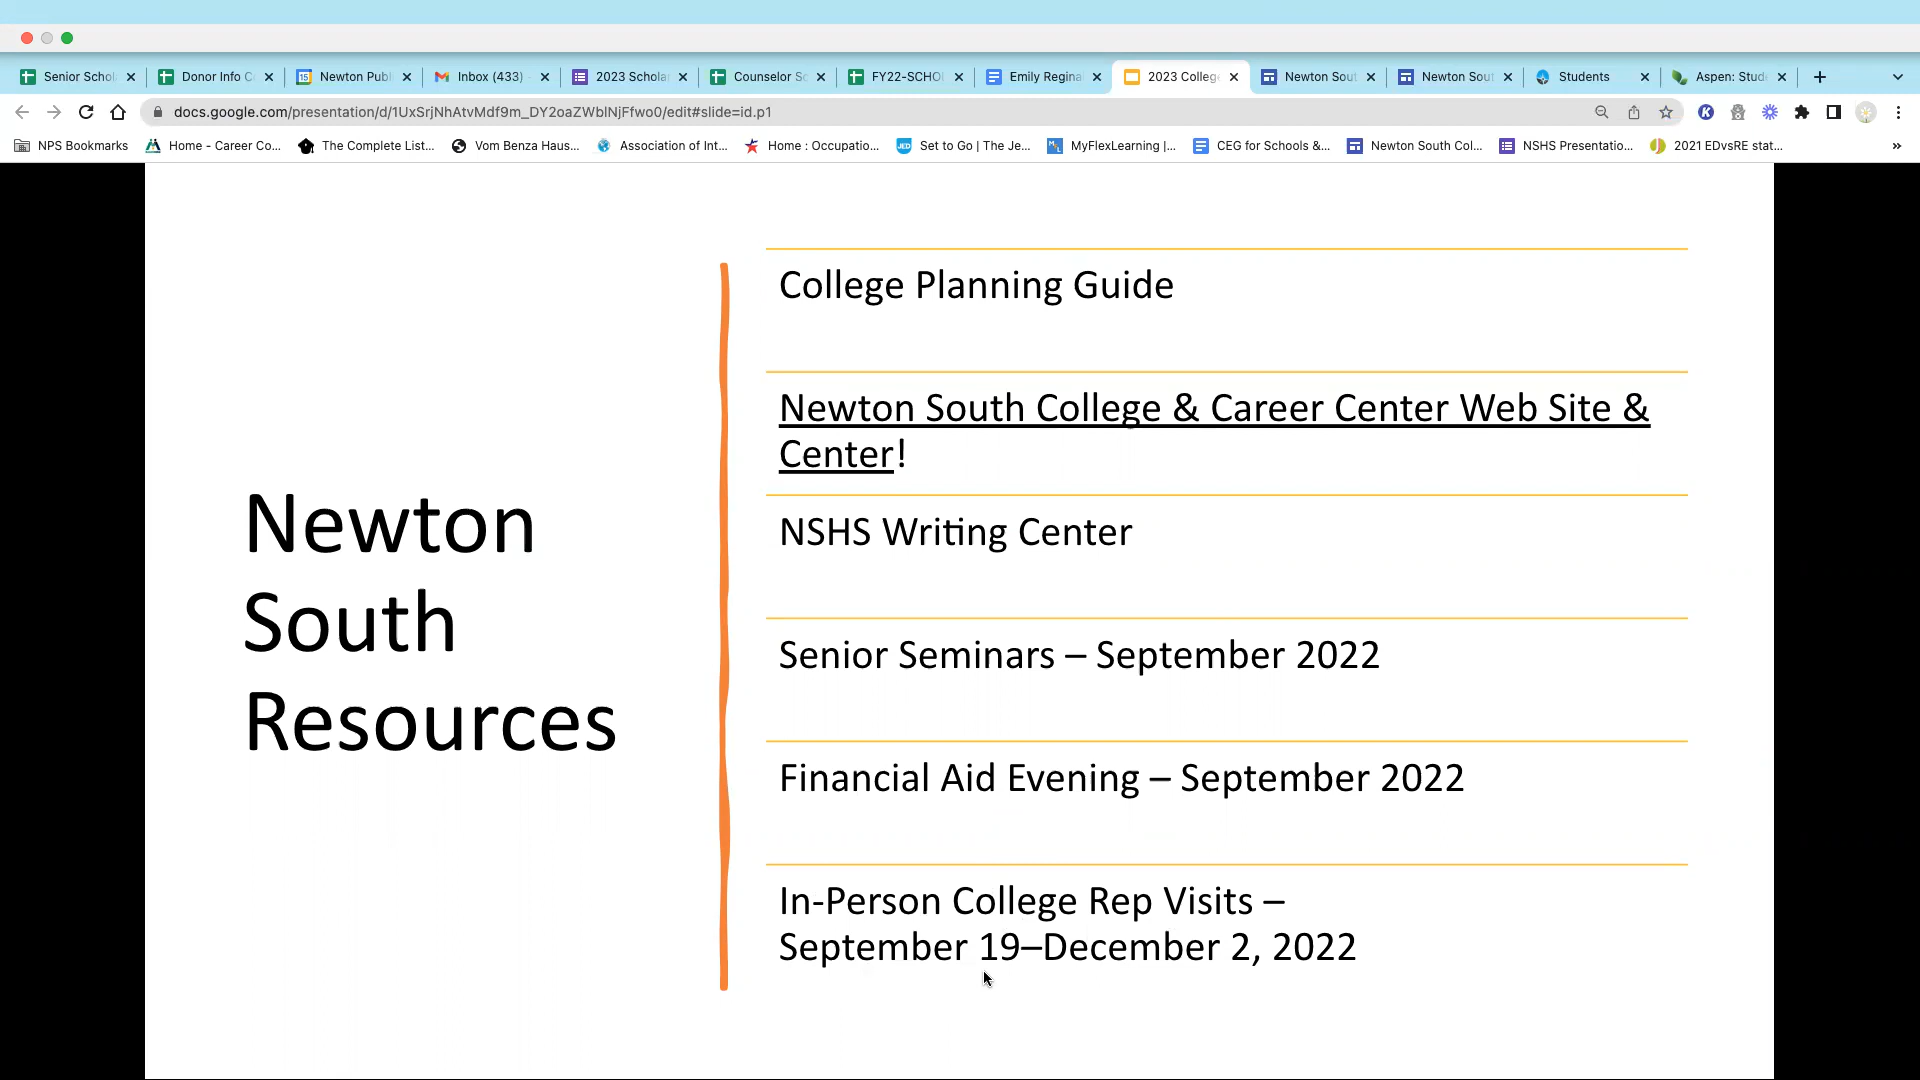 Senior Schol
Donor Info C
15
Newton Publ
Inbox (433)
2023 Schola
Counselor Sc
FY22-SCHO
Emily Regina
2023 College
Newton Sout
Newton Sout
Students
Aspen: Stud
docs.google.com/presentation/d/1UxSrjNhAtvMdf9m_DY2oaZWblNjFfwo0/edit#slide=id.p1
K
NPS Bookmarks
Home - Career Co...
The Complete List...
Vom Benza Haus...
Association of Int...
Home : Occupatio...
JED
Set to Go | The Je...
MyFlexLearning |...
CEG for Schools &...
Newton South Col...
NSHS Presentatio...
2021 EDvsRE stat...
Newton
South
Resources
College Planning Guide
Newton South College & Career Center Web Site &
Center!
NSHS Writing Center
Senior Seminars – September 2022
Financial Aid Evening – September 2022
In-Person College Rep Visits –
September 19–December 2, 2022